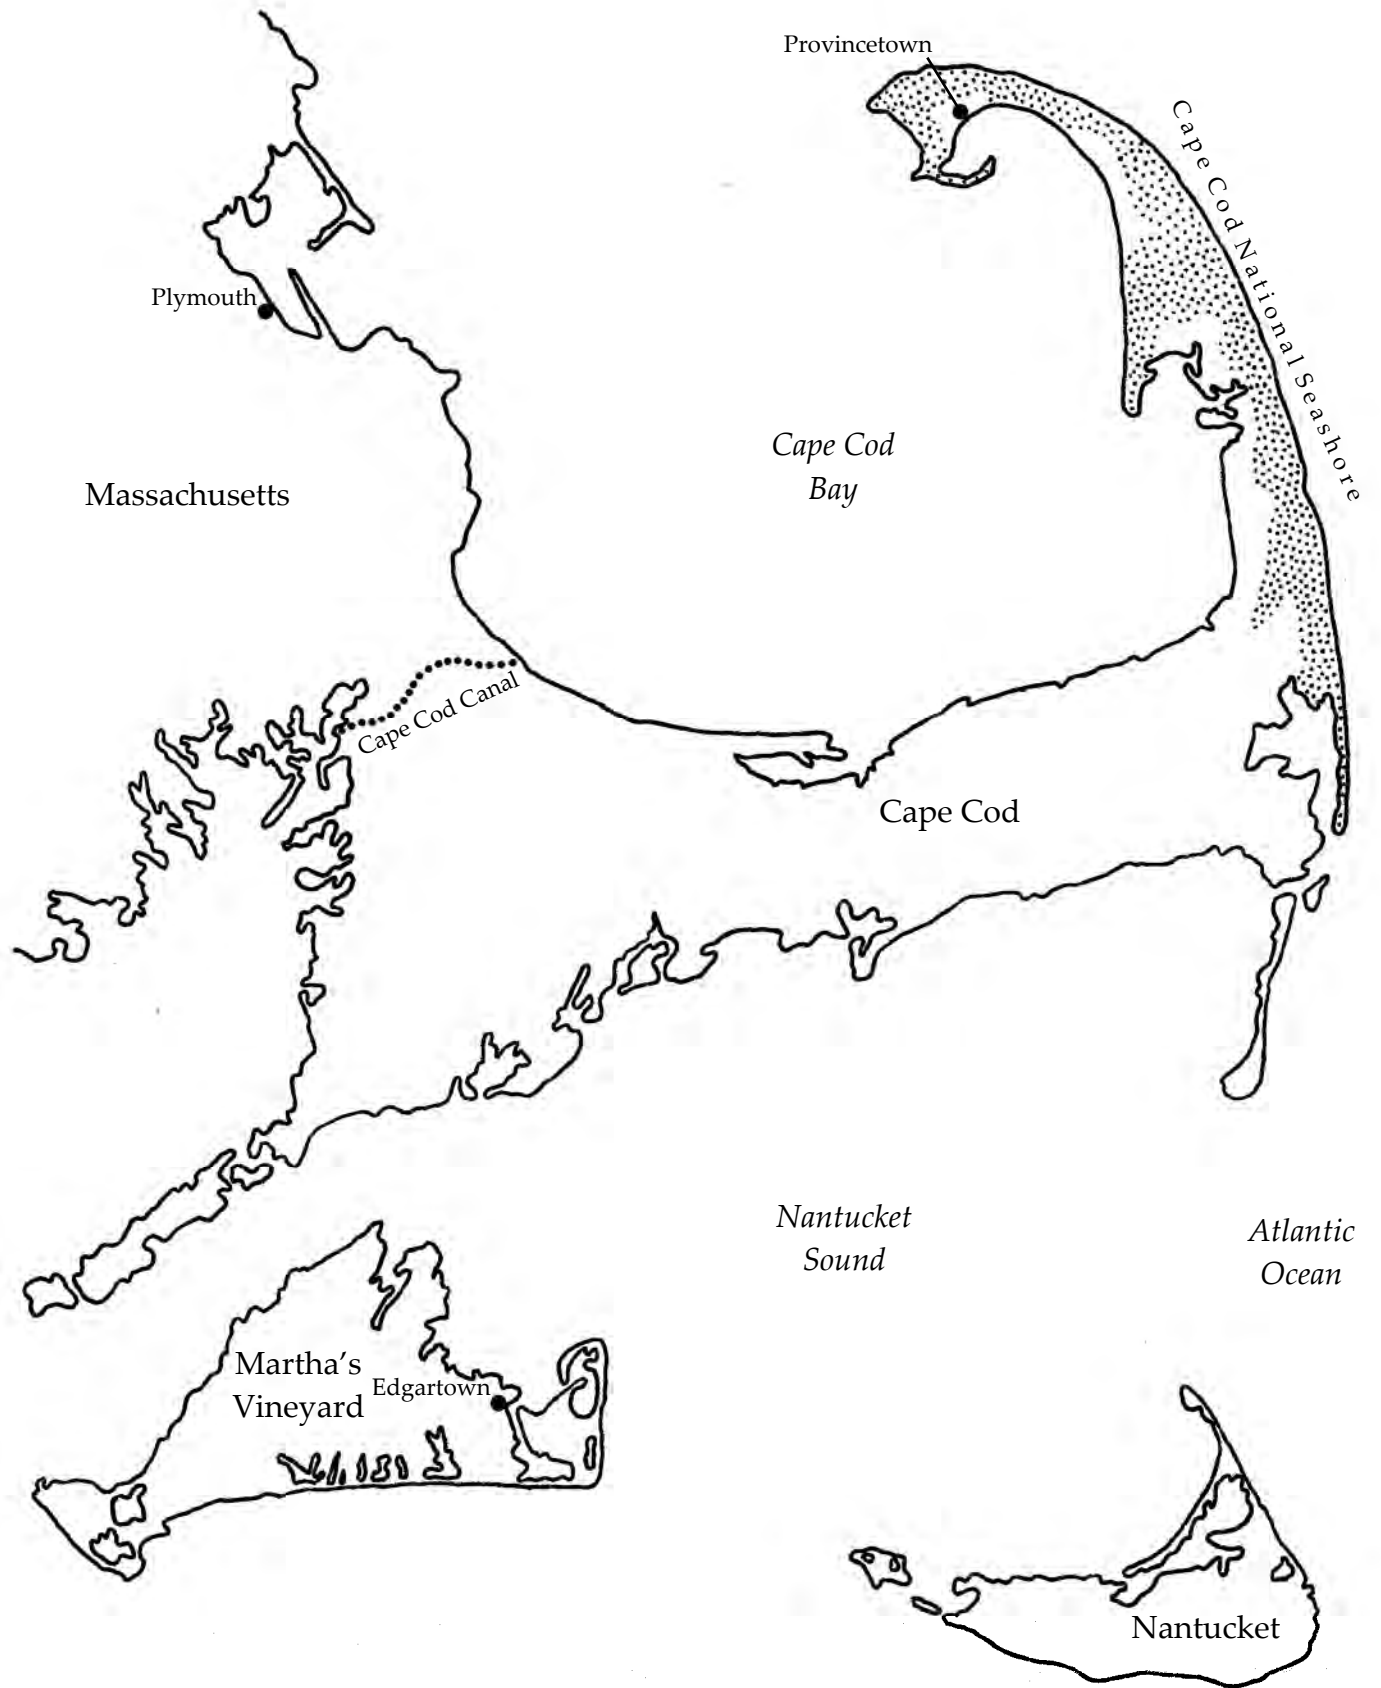 Provincetown
Cape Cod National Seashore
Plymouth
Cape Cod
Bay
Massachusetts
Cape Cod Canal
Cape Cod
Nantucket
Sound
Atlantic
Ocean
Martha's
Vineyard
Edgartown
Nantucket